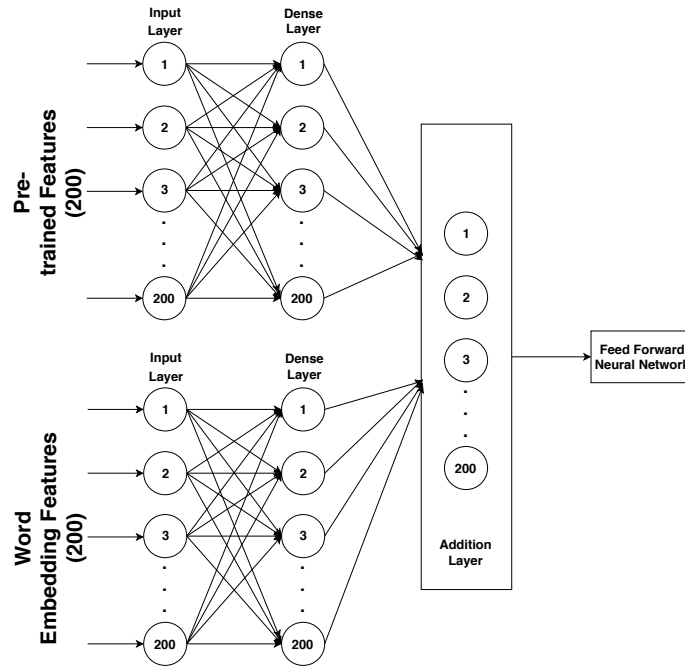 Input
Layer
Dense
Layer
Pre-
trained Features
(200)
1
1
2
2
3
3
.
.
.
.
.
.
200
200
Input
Layer
Dense
Layer
Word
Embedding Features
(200)
1
1
2
2
3
3
.
.
.
.
.
.
200
200
1
2
3
.
.
.
200
Addition
Layer
Feed Forward
Neural Network